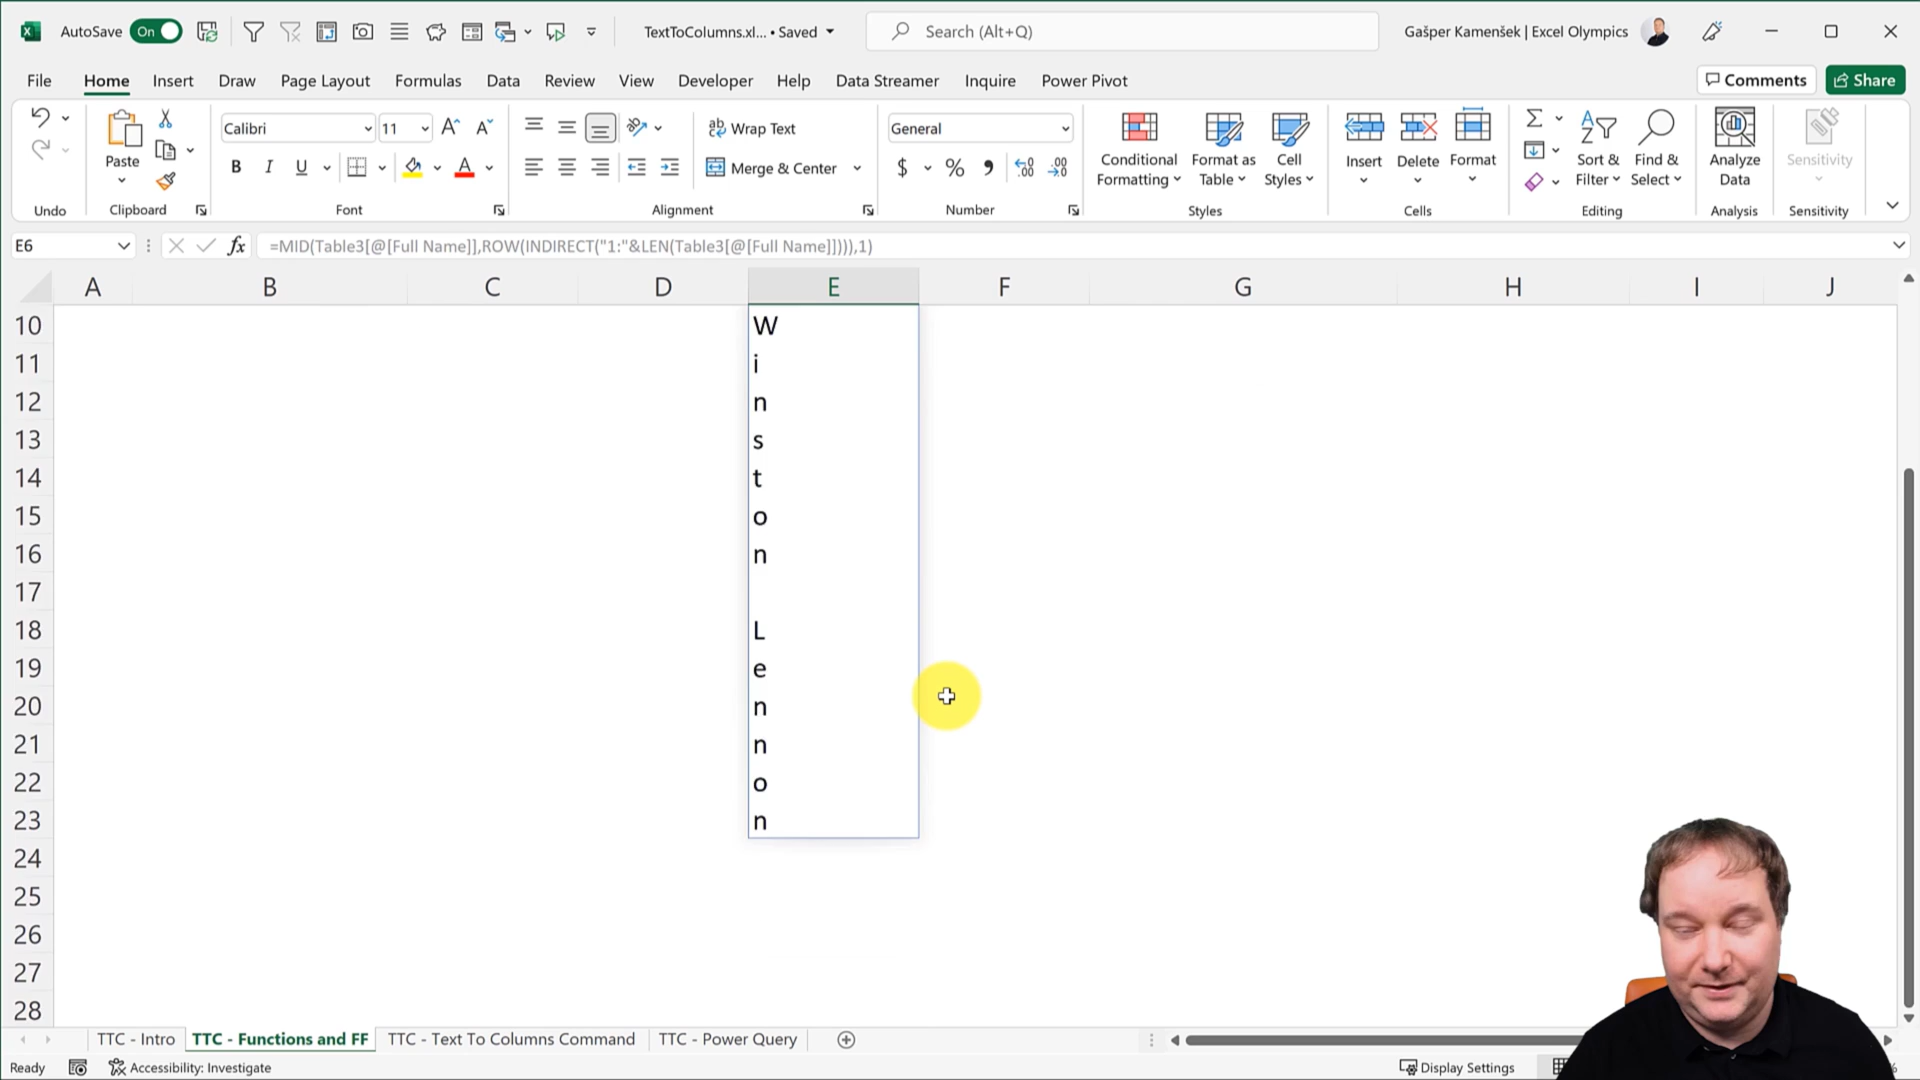 AutoSave On TextToColumns.xl... • Saved Search (Alt+Q) Gašper Kamenšek | Excel Olympics
File Home Insert Draw Page Layout Formulas Data Review View Developer Help Data Streamer Inquire Power Pivot Comments Share
Paste
Calibri 11
Wrap Text
Merge & Center
General
Conditional Formatting
Format as Table
Cell Styles
Insert
Delete
Format
Sort & Filter
Find & Select
Analyze Data
Sensitivity
Undo Clipboard Font Alignment Number Styles Cells Editing Analysis Sensitivity
E6 fx =MID(Table3[@[Full Name]],ROW(INDIRECT("1:"&LEN(Table3[@[Full Name]]))),1)
A B C D E F G H I J
10 W
11 i
12 n
13 s
14 t
15 o
16 n
17
18 L
19 e
20 n
21 n
22 o
23 n
24
25
26
27
28
TTC - Intro TTC - Functions and FF TTC - Text To Columns Command TTC - Power Query
Ready Accessibility: Investigate Display Settings